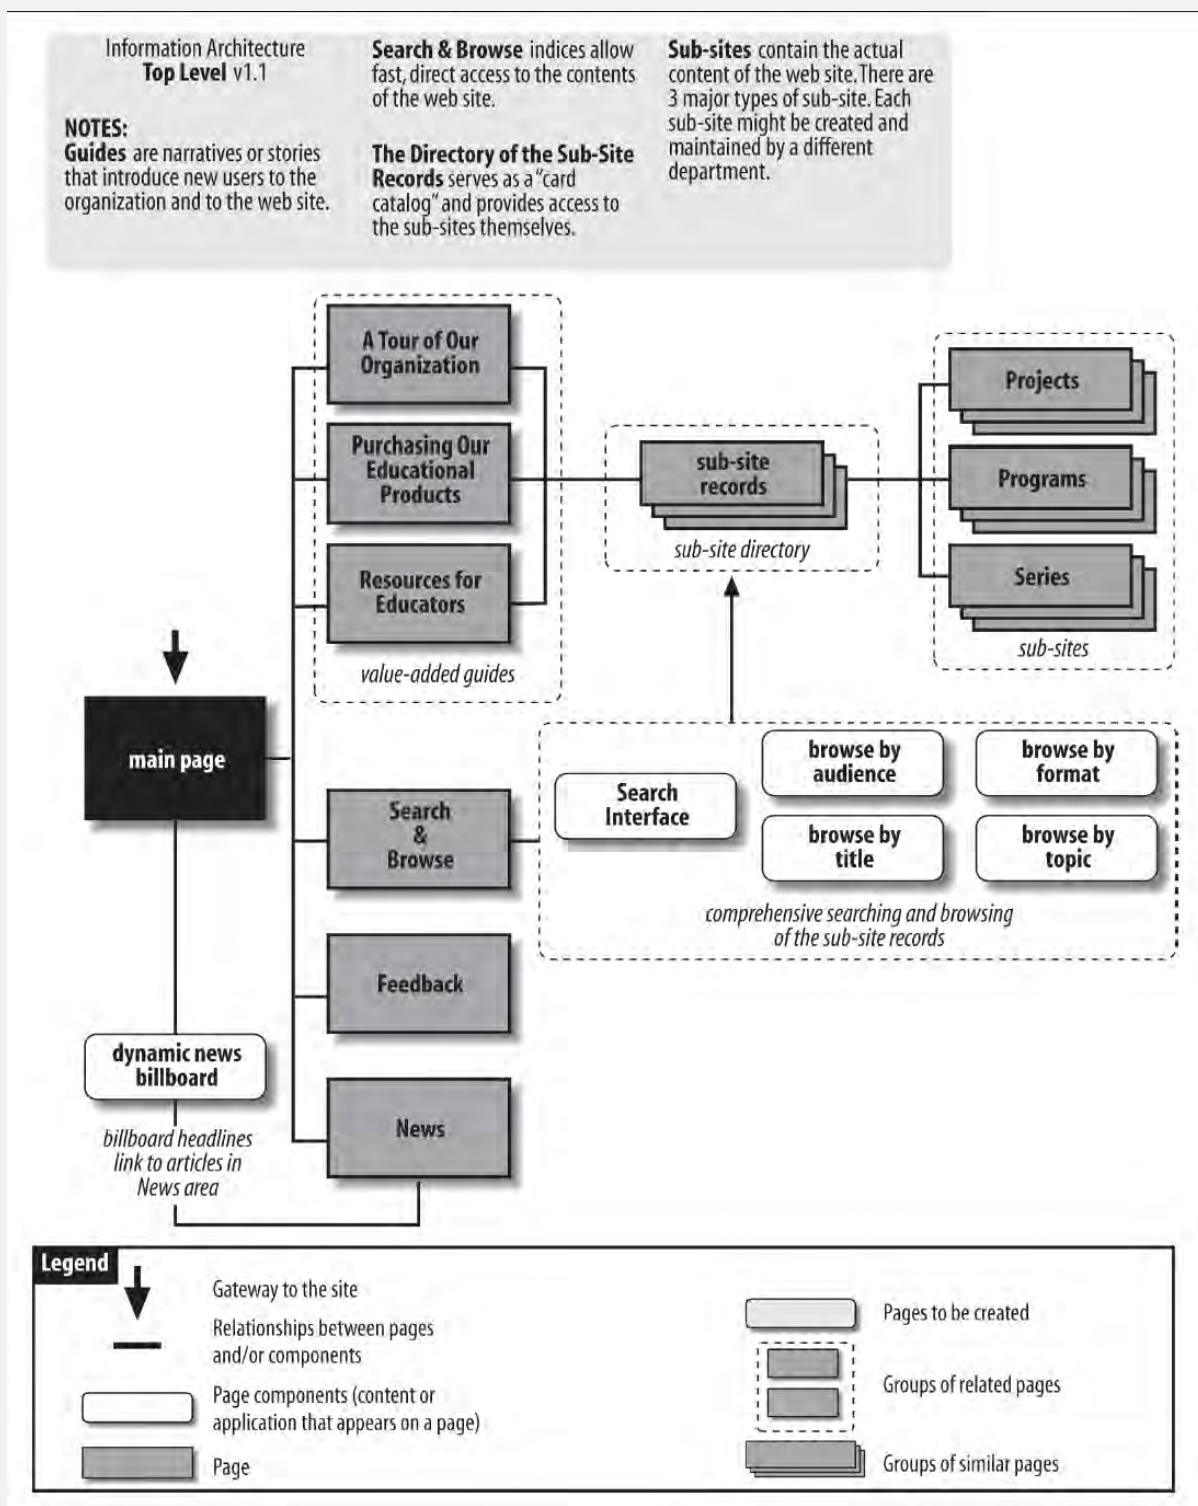 Information Architecture
Top Level v1.1
NOTES:
Guides are narratives or stories
that introduce new users to the
organization and to the web site.
Search & Browse indices allow
fast, direct access to the contents
of the web site.
The Directory of the Sub-Site
Records serves as a "card
catalog" and provides access to
the sub-sites themselves.
Sub-sites contain the actual
content of the web site. There are
3 major types of sub-site. Each
sub-site might be created and
maintained by a different
department.
A Tour of Our
Organization
Purchasing Our
Educational
Products
Resources for
Educators
value-added guides
sub-site
records
sub-site directory
Projects
Programs
Series
sub-sites
main page
Search
&
Browse
Search
Interface
browse by
audience
browse by
format
browse by
title
browse by
topic
comprehensive searching and browsing
of the sub-site records
Feedback
dynamic news
billboard
billboard headlines
link to articles in
News area
News
Legend
Gateway to the site
Relationships between pages
and/or components
Page components (content or
application that appears on a page)
Page
Pages to be created
Groups of related pages
Groups of similar pages